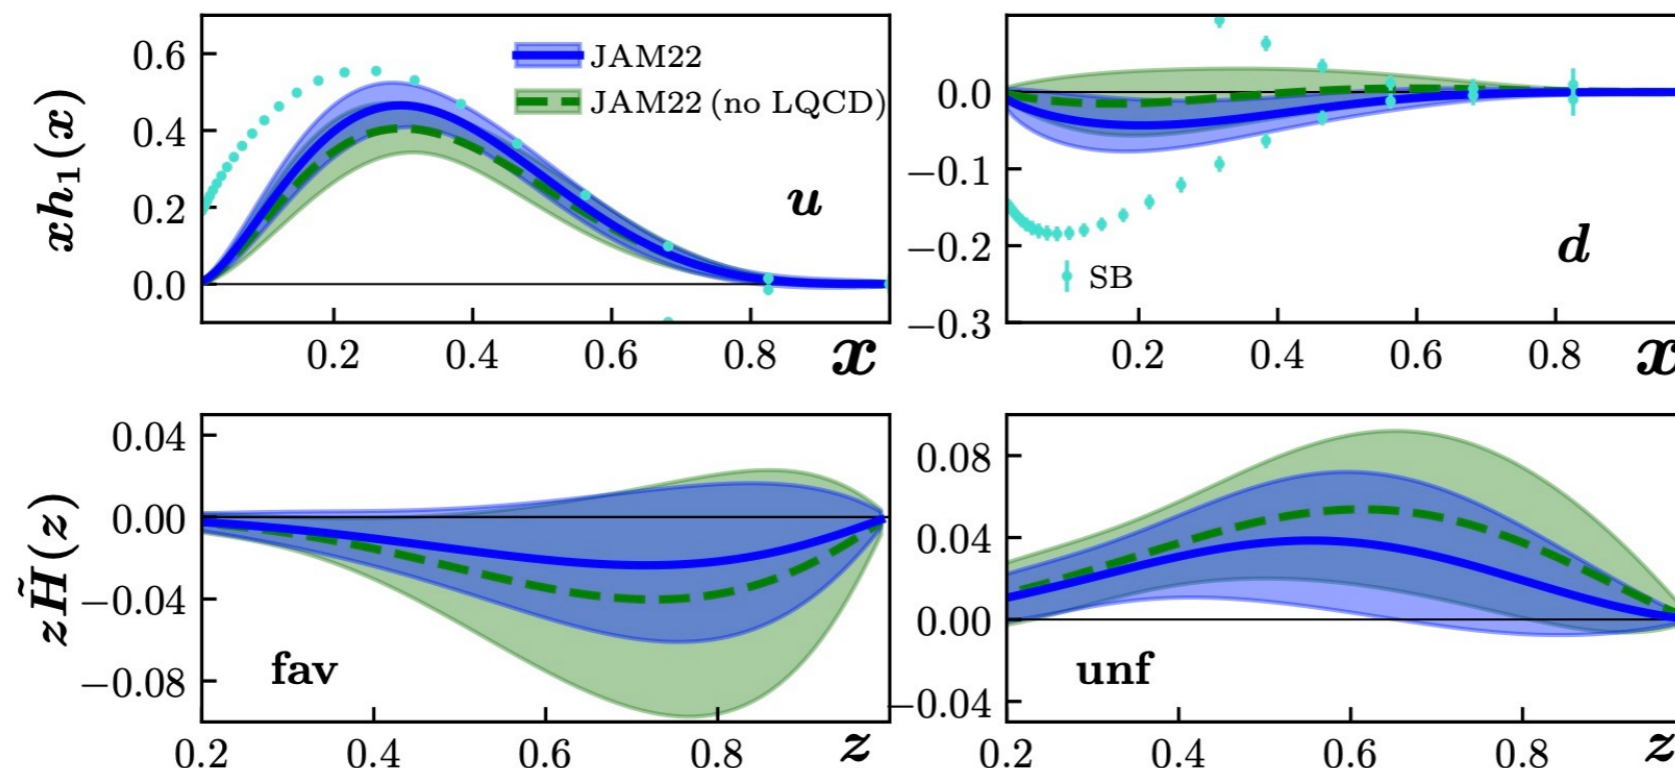 JAM22
JAM22 (no LQCD)
xh₁(x)
0.6
0.4
0.2
0.0
u
0.2 0.4 0.6 0.8 x
0.0
−0.1
−0.2
−0.3
SB
d
0.2 0.4 0.6 0.8 x
zH̃(z)
0.04
0.00
−0.04
−0.08
fav
0.2 0.4 0.6 0.8 z
0.08
0.04
0.00
−0.04
unf
0.2 0.4 0.6 0.8 z